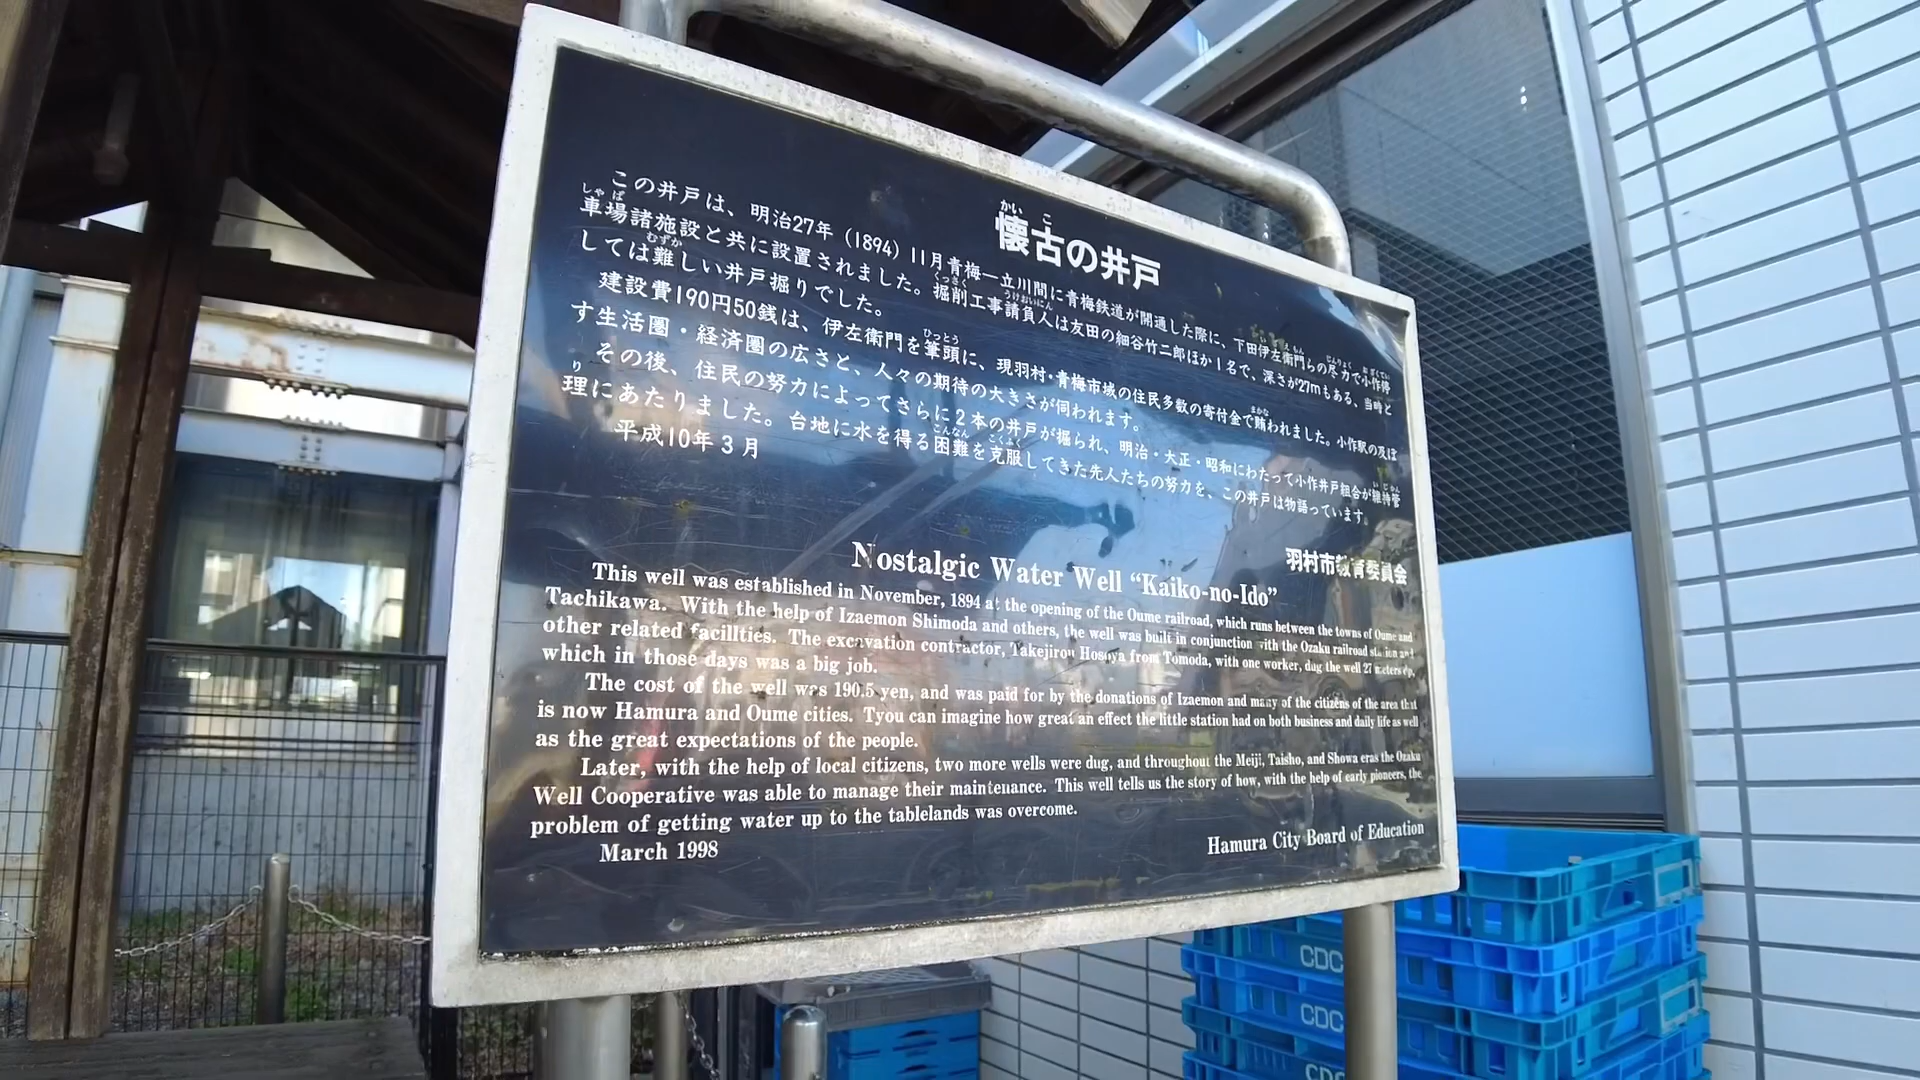 懐古の井戸
この井戸は、明治27年(1894)11月青梅―立川間に青梅鉄道が開通した際に、下田伊左衛門らの尽力で小作停
車場諸施設と共に設置されました。掘削工事請負人は友田の細谷竹二郎ほか1名で、深さが27mもある、当時と
しては難しい井戸掘りでした。
建設費190円50銭は、伊左衛門を筆頭に、現羽村・青梅市域の住民多数の寄付金で賄われました。小作駅の及ぼ
す生活圏・経済圏の広さと、人々の期待の大きさが伺われます。
その後、住民の努力によってさらに2本の井戸が掘られ、明治・大正・昭和にわたって小作井戸組合が維持管
理にあたりました。台地に水を得る困難を克服してきた先人たちの努力を、この井戸は物語っています。
平成10年3月
羽村市教育委員会
Nostalgic Water Well “Kaiko-no-Ido”
This well was established in November, 1894 at the opening of the Oume railroad, which runs between the towns of Oume and
Tachikawa. With the help of Izaemon Shimoda and others, the well was built in conjunction with the Ozaku railroad station and
other related facillties. The excavation contractor, Takejirou Hosoya from Tomoda, with one worker, dug the well 27 meters dp,
which in those days was a big job.
The cost of the well was 190.5 yen, and was paid for by the donations of Izaemon and many of the citizens of the area that
is now Hamura and Oume cities. Tyou can imagine how great an effect the little station had on both business and daily life as well
as the great expectations of the people.
Later, with the help of local citizens, two more wells were dug, and throughout the Meiji, Taisho, and Showa eras the Ozaku
Well Cooperative was able to manage their maintenance. This well tells us the story of how, with the help of early pioneers, the
problem of getting water up to the tablelands was overcome.
March 1998
Hamura City Board of Education
CDC
CDC
CDC